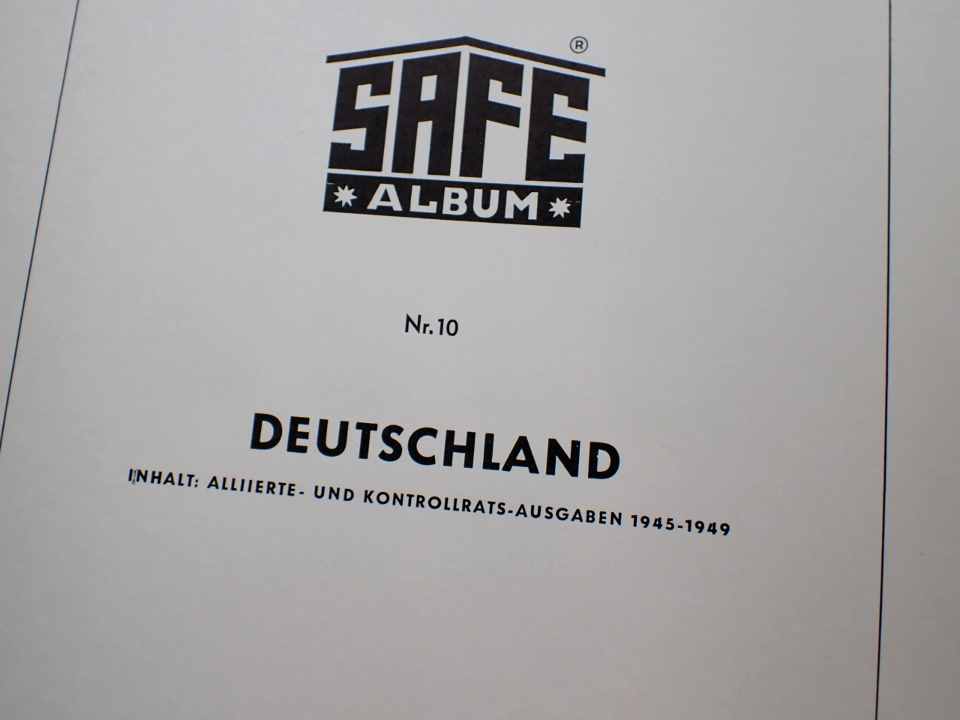 ®
SAFE
ALBUM
Nr. 10
DEUTSCHLAND
INHALT: ALLIIERTE- UND KONTROLLRATS-AUSGABEN 1945-1949